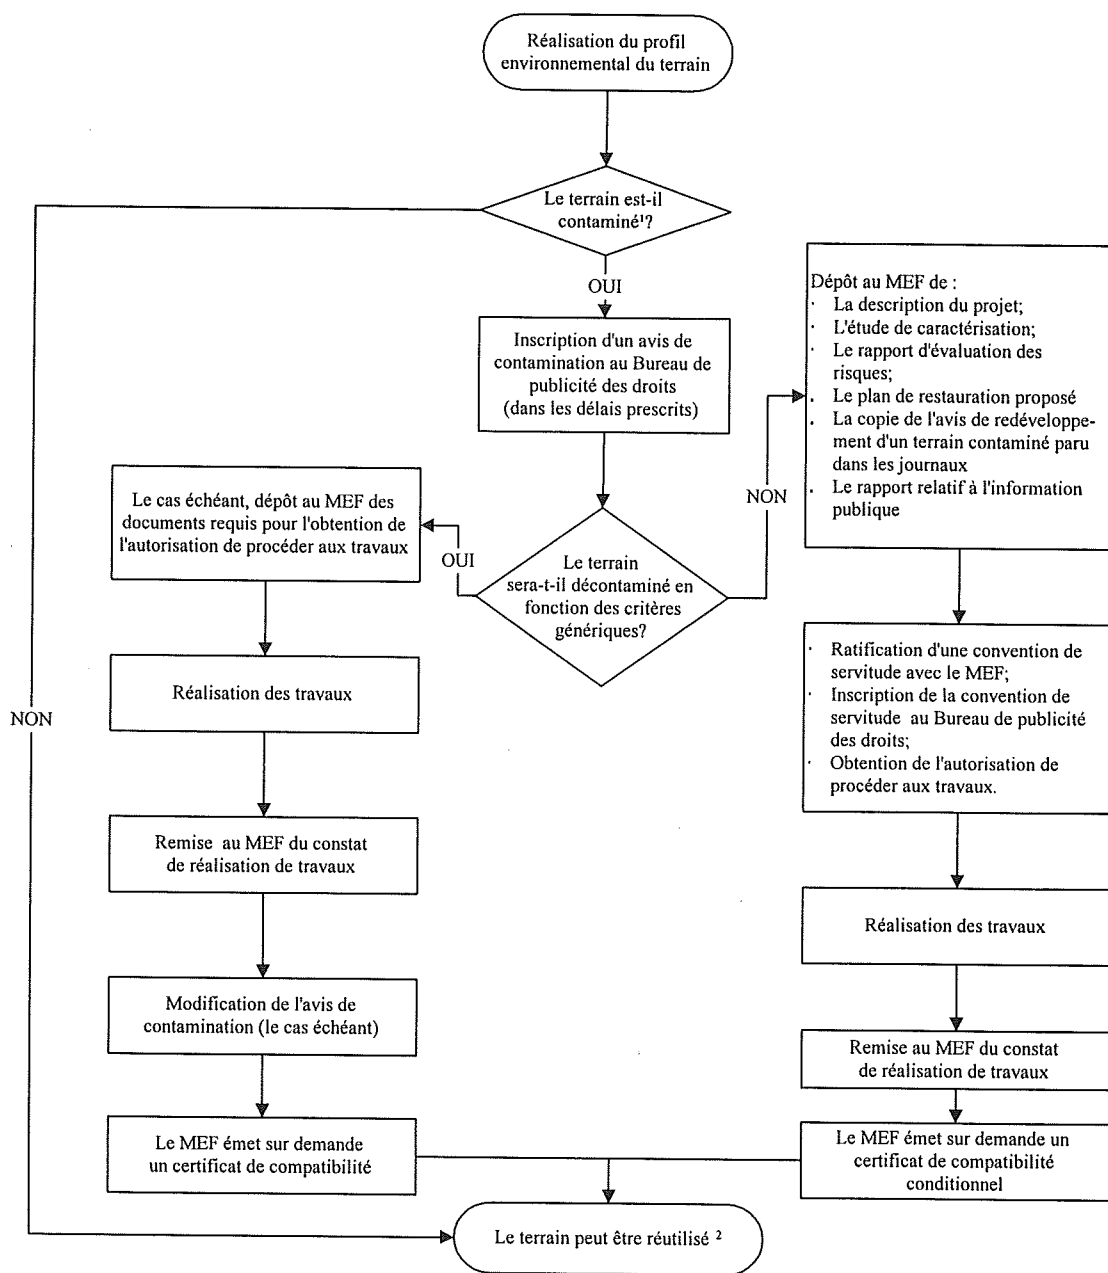 Réalisation du profil
environnemental du terrain
Le terrain est-il
contaminé¹?
OUI
Inscription d'un avis de
contamination au Bureau de
publicité des droits
(dans les délais prescrits)
Dépôt au MEF de :
· La description du projet;
· L'étude de caractérisation;
· Le rapport d'évaluation des
risques;
. Le plan de restauration proposé
. La copie de l'avis de redéveloppe-
ment d'un terrain contaminé paru
dans les journaux
. Le rapport relatif à l'information
publique
NON
Le cas échéant, dépôt au MEF des
documents requis pour l'obtention de
l'autorisation de procéder aux travaux
OUI
Le terrain
sera-t-il décontaminé en
fonction des critères
génériques?
· Ratification d'une convention de
servitude avec le MEF;
· Inscription de la convention de
servitude au Bureau de publicité
des droits;
· Obtention de l'autorisation de
procéder aux travaux.
Réalisation des travaux
NON
Remise au MEF du constat
de réalisation de travaux
Réalisation des travaux
Modification de l'avis de
contamination (le cas échéant)
Remise au MEF du constat
de réalisation de travaux
Le MEF émet sur demande
un certificat de compatibilité
Le MEF émet sur demande un
certificat de compatibilité
conditionnel
Le terrain peut être réutilisé ²